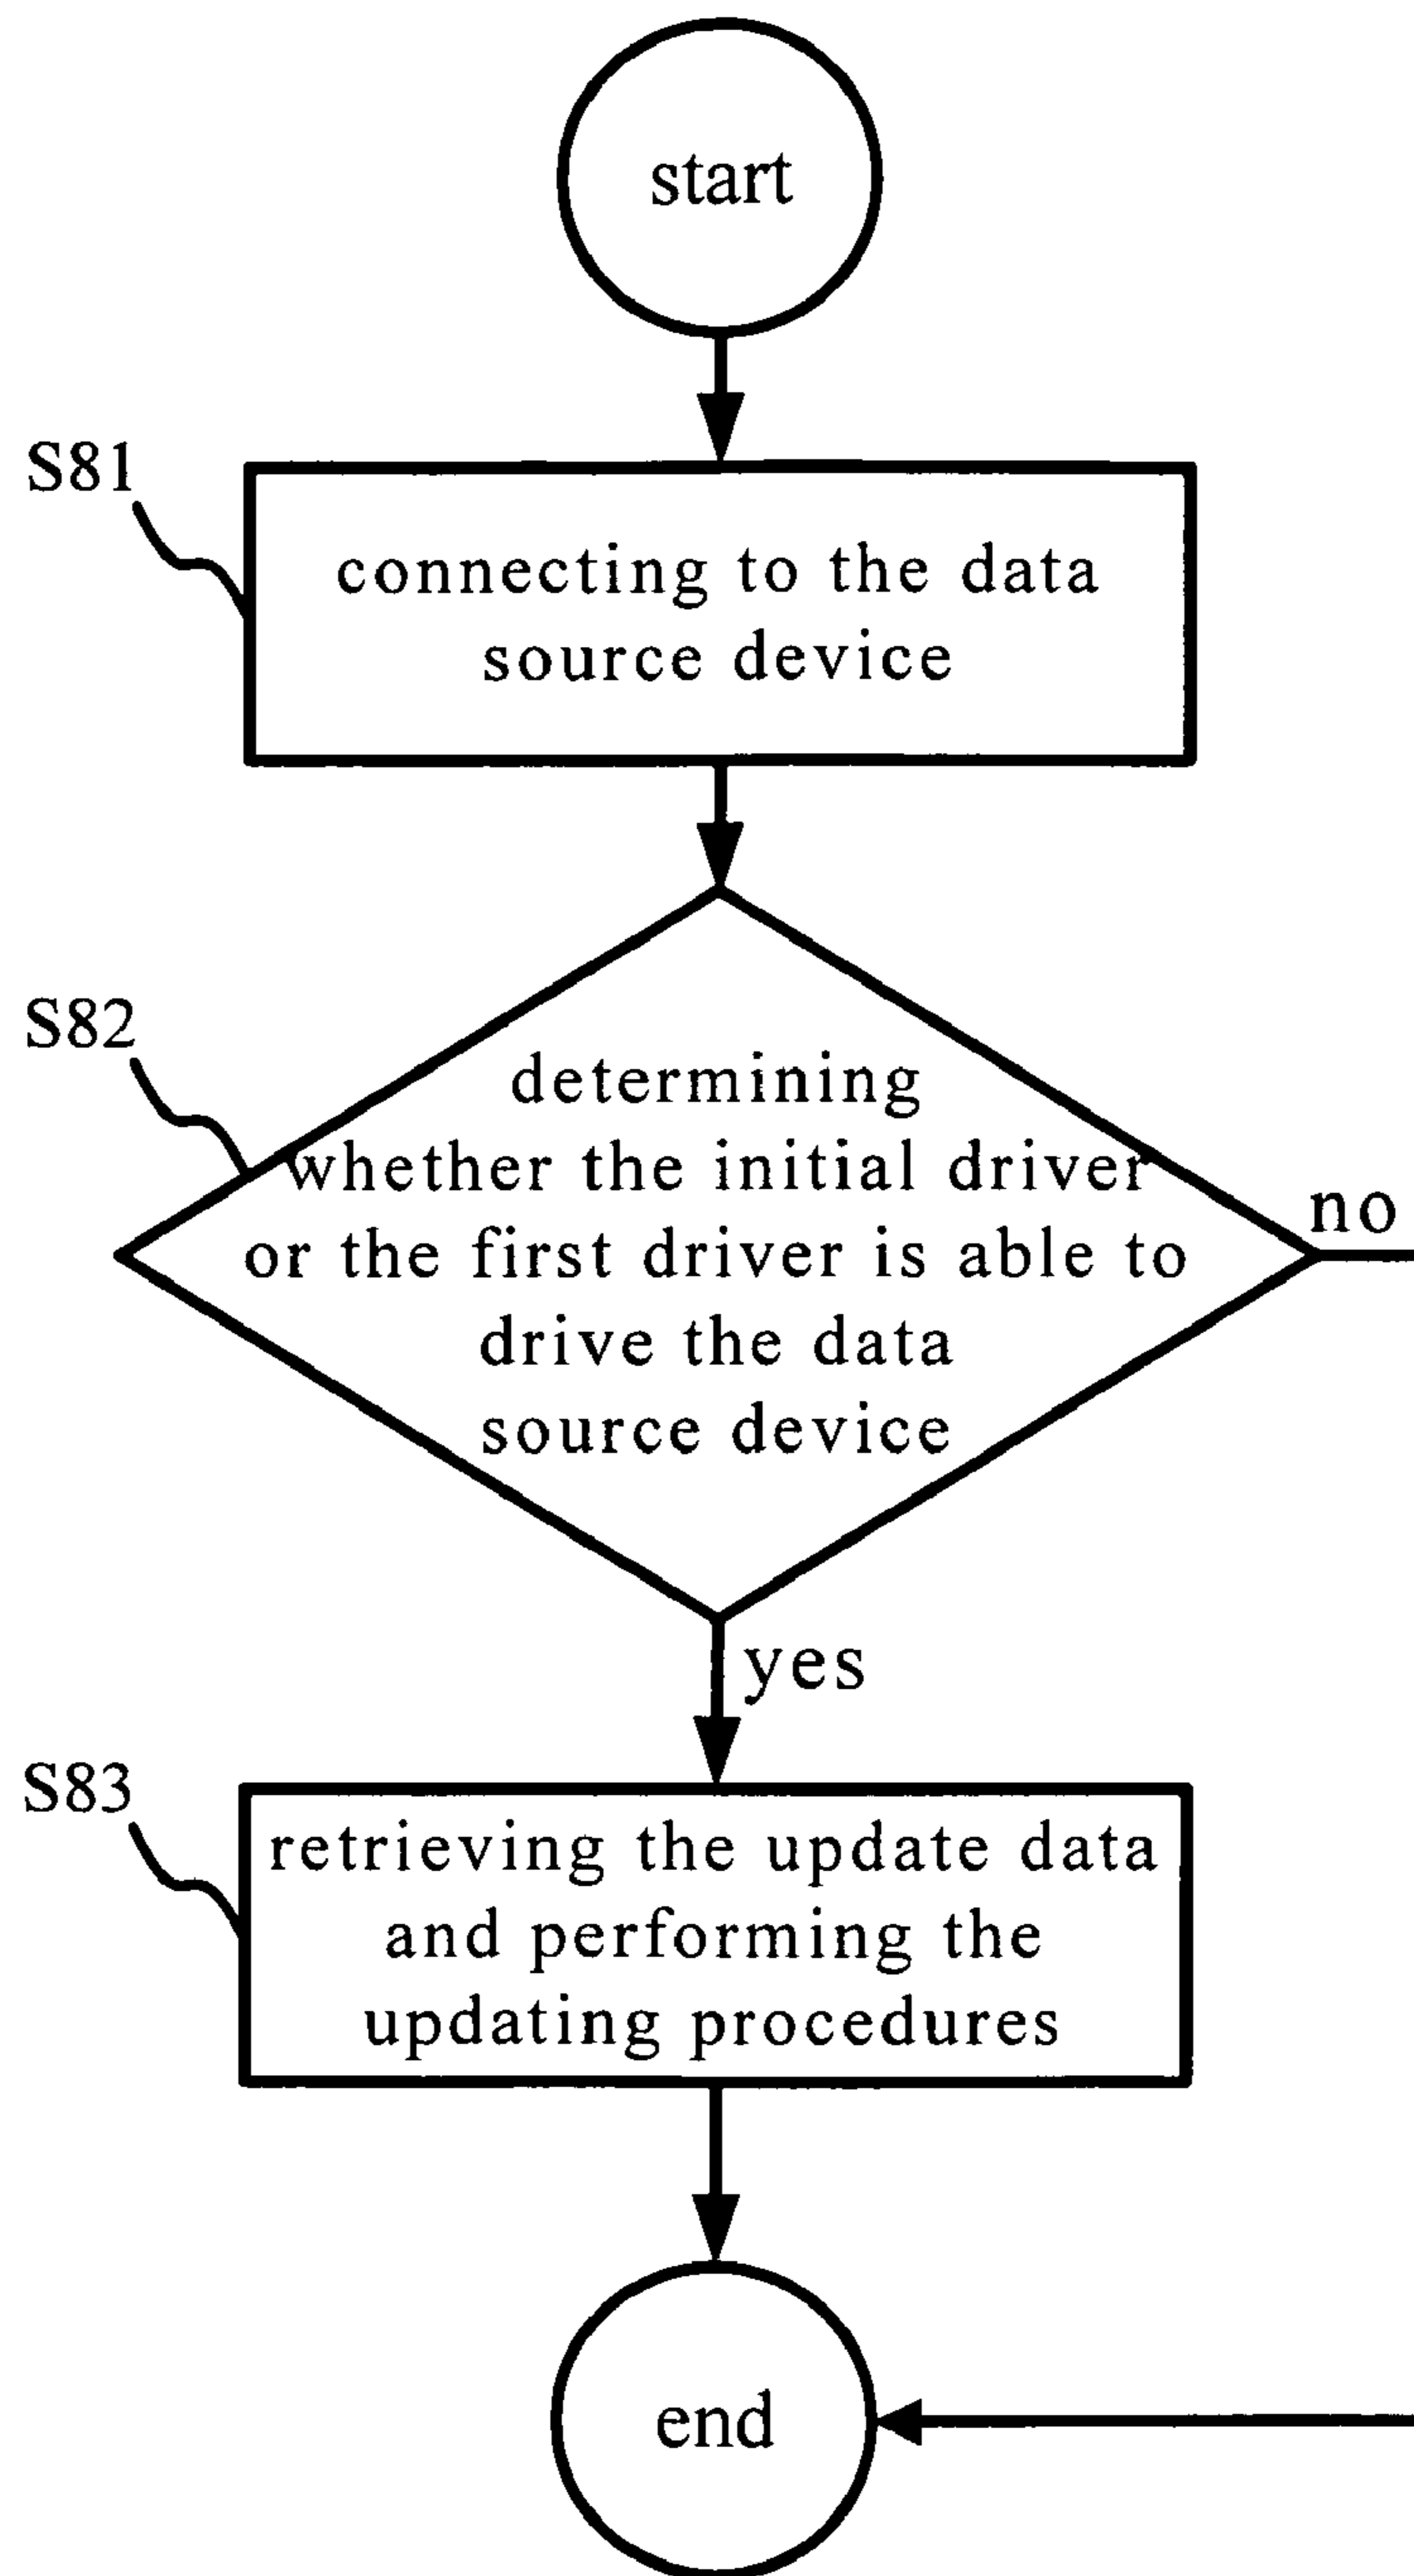 start
S81
connecting to the data
source device
S82
determining
whether the initial driver
or the first driver is able to
drive the data
source device
no
yes
S83
retrieving the update data
and performing the
updating procedures
end